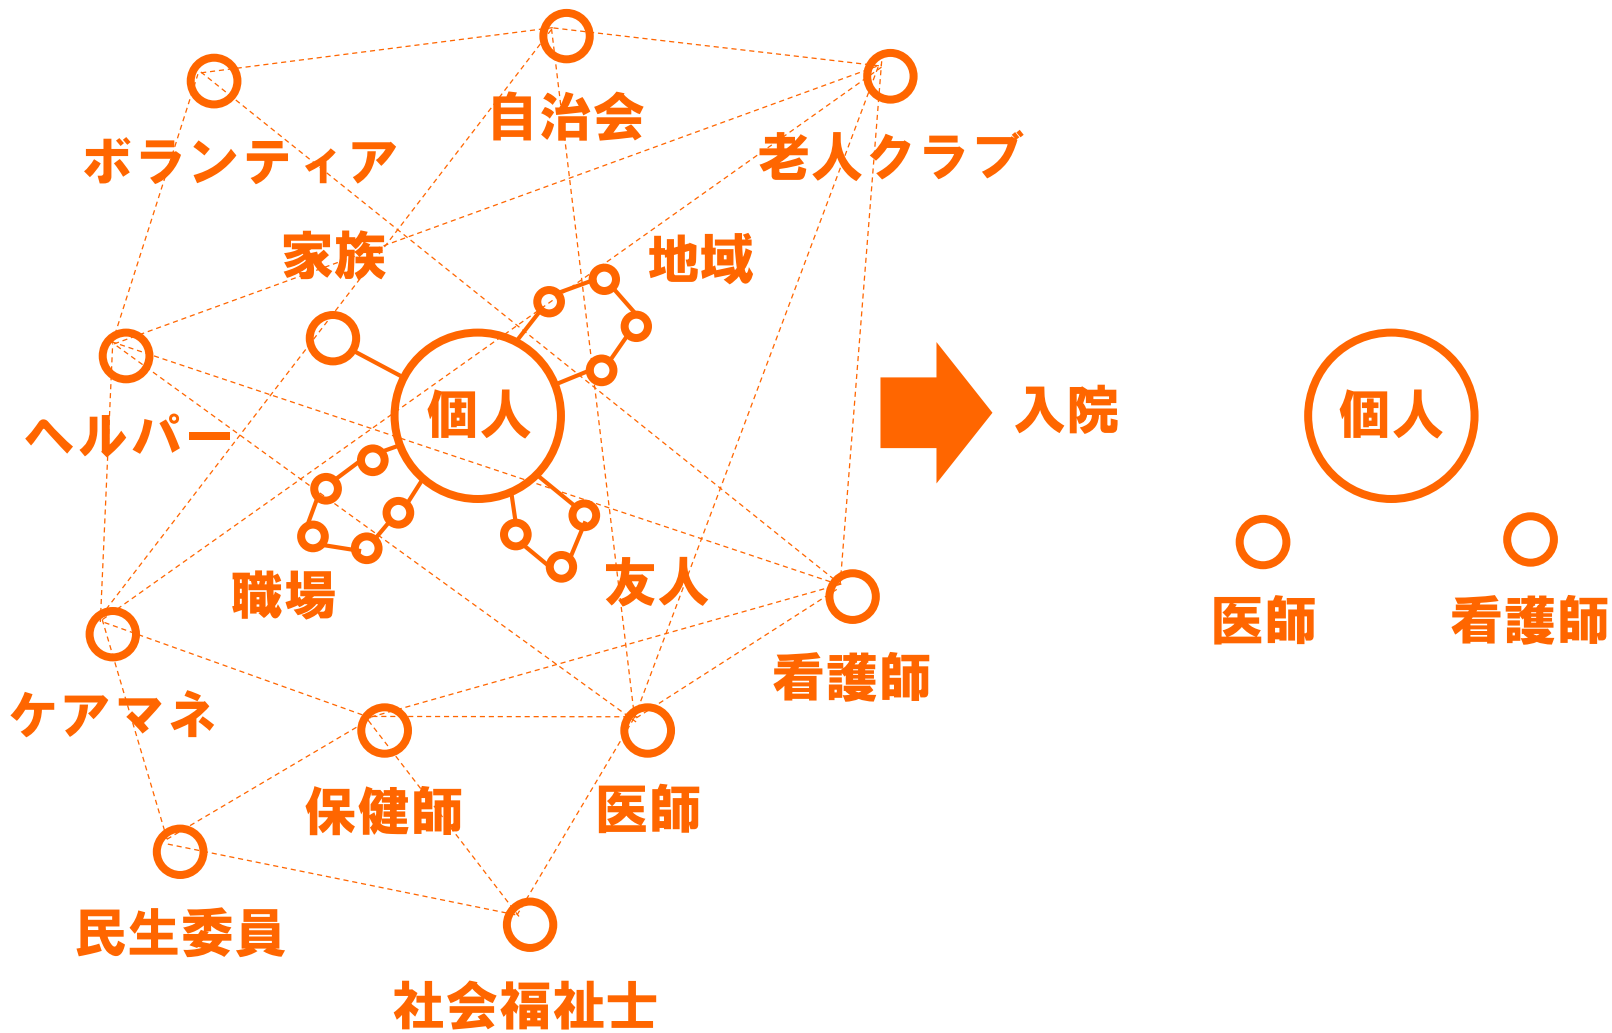 自治会
ボランティア
老人クラブ
家族
地域
ヘルパー
個人
入院
個人
職場
友人
医師
看護師
看護師
ケアマネ
保健師
医師
民生委員
社会福祉士